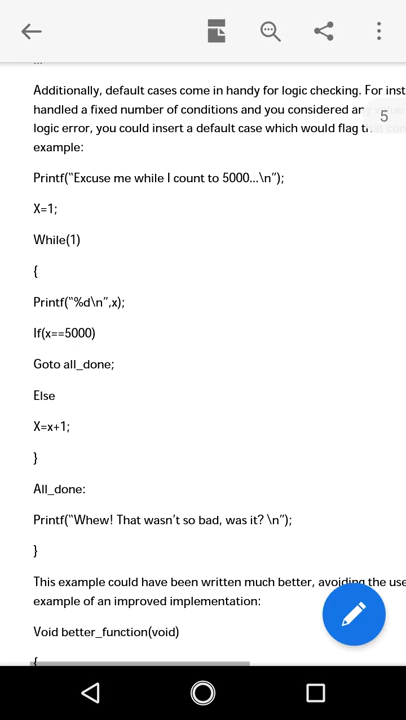 ...
Additionally, default cases come in handy for logic checking. For inst
handled a fixed number of conditions and you considered
logic error, you could insert a default case which would flag
5
example:
Printf("Excuse me while I count to 5000...\n");
X=1;
While(1)
{
Printf("%d\n",x);
If(x==5000)
Goto all_done;
Else
X=x+1;
}
All_done:
Printf("Whew! That wasn't so bad, was it? \n");
}
This example could have been written much better, avoiding the use
example of an improved implementation:
Void better_function(void)
{